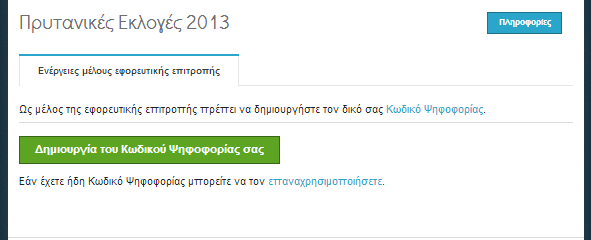 Πρυτανικές Εκλογές 2013
Πληροφορίες
Ενέργειες μέλους εφορευτικής επιτροπής
Ως μέλος της εφορευτικής επιτροπής πρέπει να δημιουργήστε τον δικό σας Κωδικό Ψηφοφορίας.
Δημιουργία του Κωδικού Ψηφοφορίας σας
Εάν έχετε ήδη Κωδικό Ψηφοφορίας μπορείτε να τον επαναχρησιμοποιήσετε.